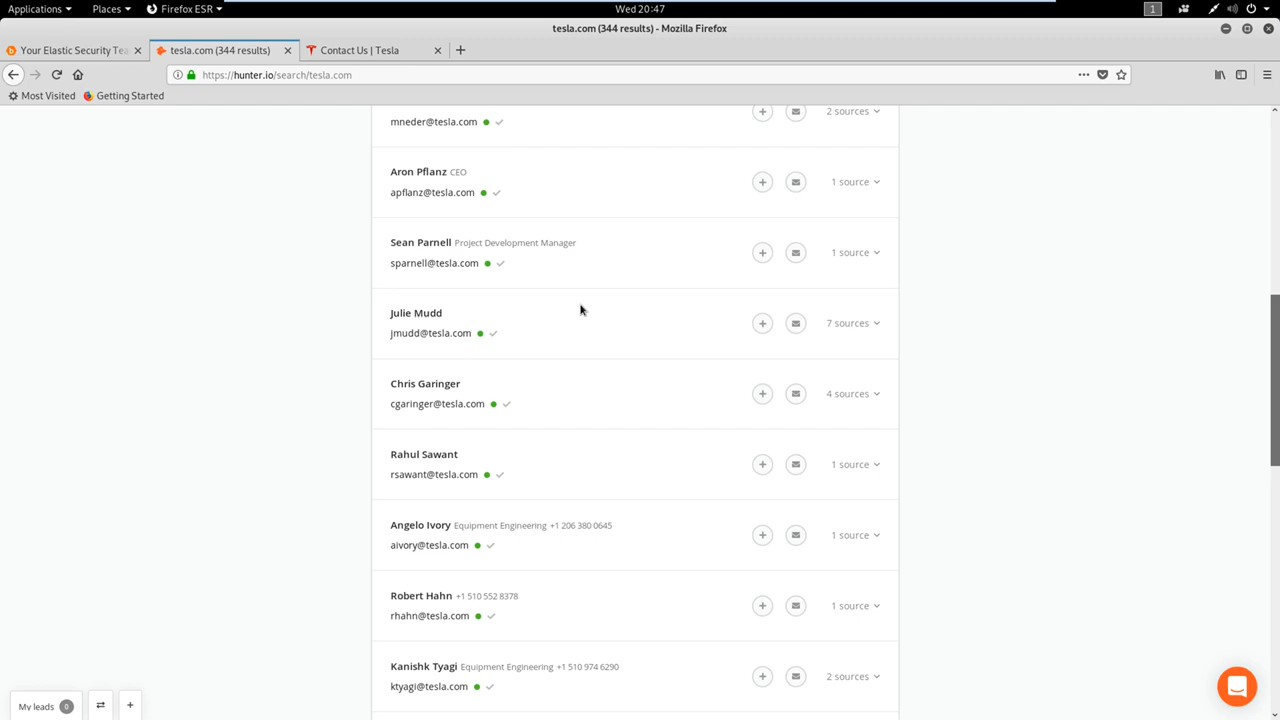 Applications Places Firefox ESR Wed 20:47 1
tesla.com (344 results) - Mozilla Firefox
Your Elastic Security Tea tesla.com (344 results) Contact Us | Tesla
https://hunter.io/search/tesla.com
Most Visited Getting Started
mneder@tesla.com 2 sources
Aron Pflanz CEO
apflanz@tesla.com 1 source
Sean Parnell Project Development Manager
sparnell@tesla.com 1 source
Julie Mudd
jmudd@tesla.com 7 sources
Chris Garinger
cgaringer@tesla.com 4 sources
Rahul Sawant
rsawant@tesla.com 1 source
Angelo Ivory Equipment Engineering +1 206 380 0645
aivory@tesla.com 1 source
Robert Hahn +1 510 552 8378
rhahn@tesla.com 1 source
Kanishk Tyagi Equipment Engineering +1 510 974 6290
ktyagi@tesla.com 2 sources
My leads 0